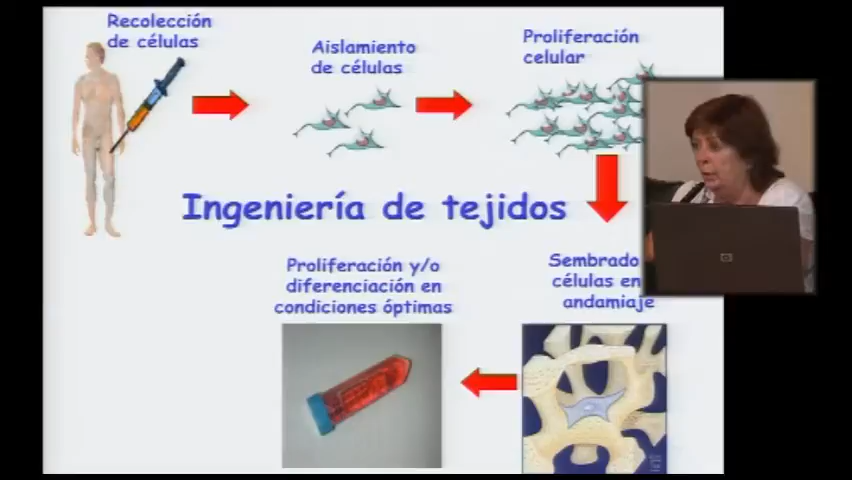 Recolección
de células
Aislamiento
de células
Proliferación
celular
Ingeniería de tejidos
Proliferación y/o
diferenciación en
condiciones óptimas
Sembrado
células en
andamiaje